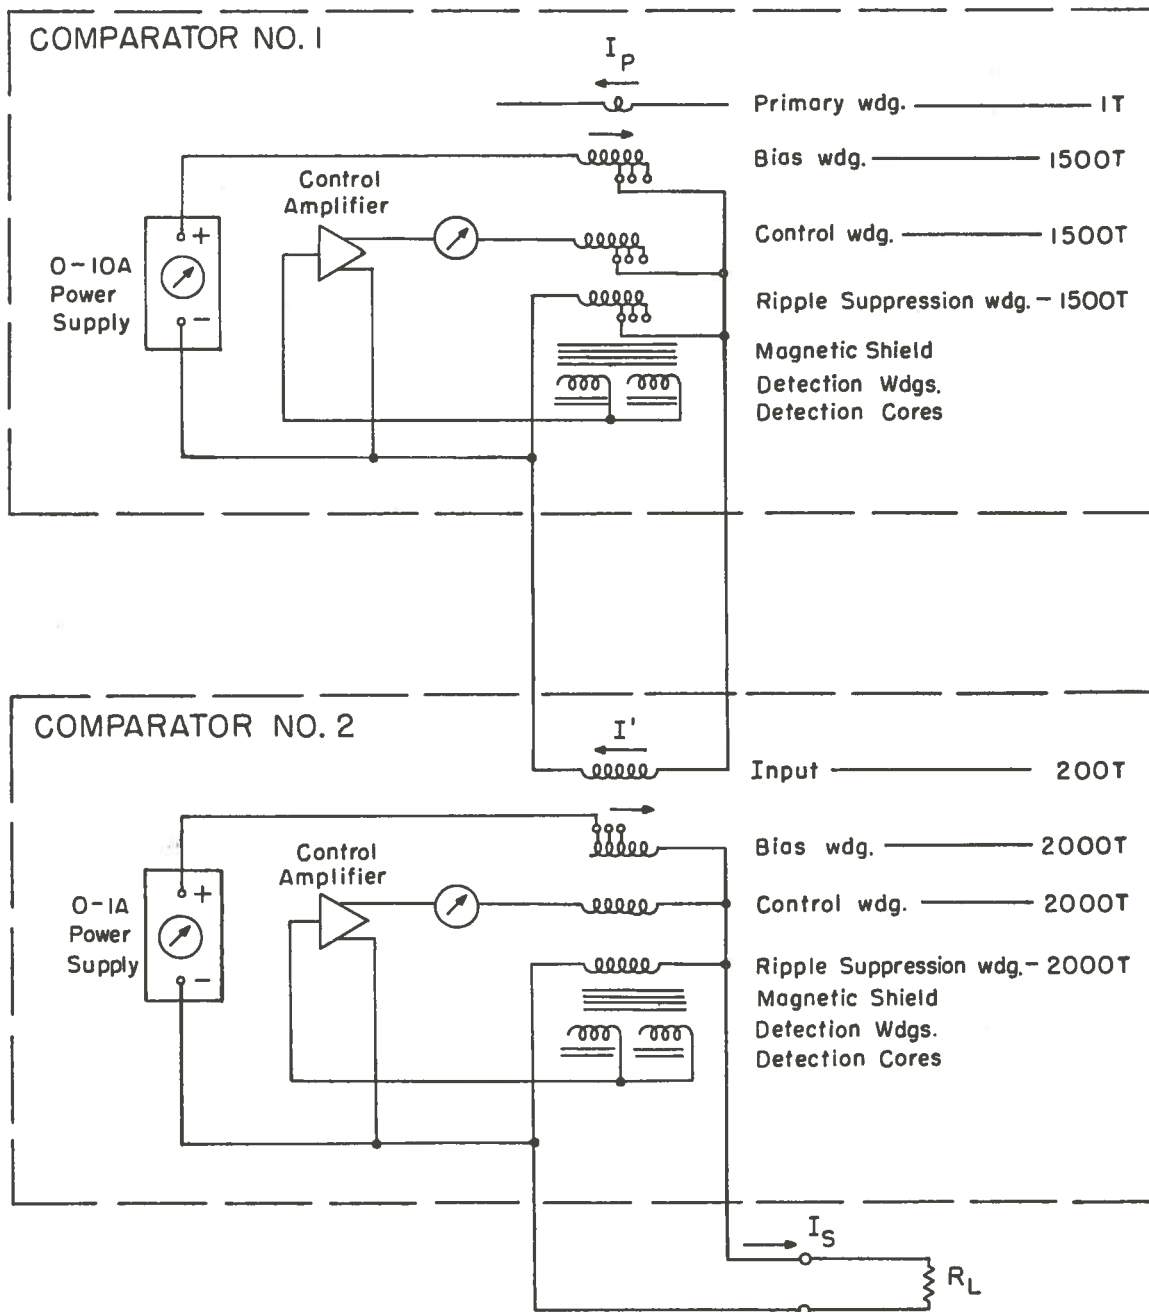 COMPARATOR NO. 1
I_P
Primary wdg. 1T
Bias wdg. 1500T
Control
Amplifier
Control wdg. 1500T
+
0-10A
Power
Supply
-
Ripple Suppression wdg. - 1500T
Magnetic Shield
Detection Wdgs.
Detection Cores
COMPARATOR NO. 2
I'
Input 200T
Bias wdg. 2000T
Control
Amplifier
Control wdg. 2000T
+
0-1A
Power
Supply
-
Ripple Suppression wdg. - 2000T
Magnetic Shield
Detection Wdgs.
Detection Cores
I_S
R_L